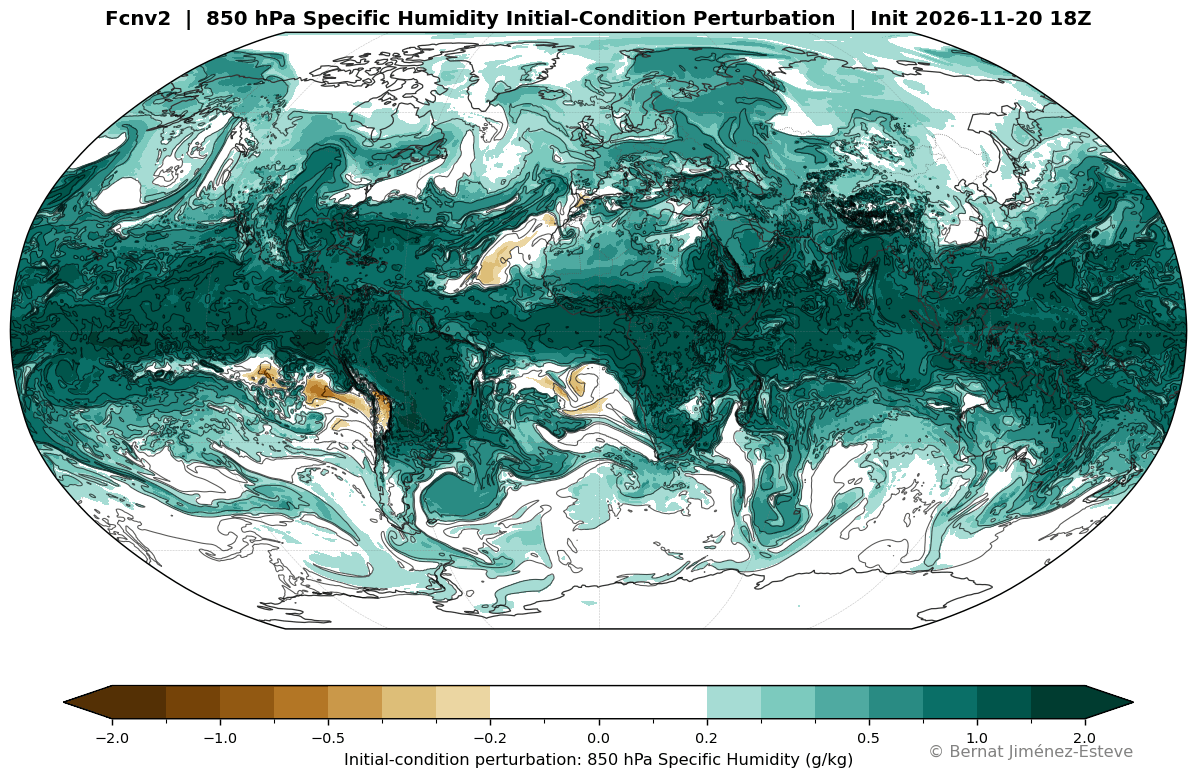 Fcnv2  |  850 hPa Specific Humidity Initial-Condition Perturbation  |  Init 2026-11-20 18Z
−2.0 −1.0 −0.5 −0.2 0.0 0.2 0.5 1.0 2.0
Initial-condition perturbation: 850 hPa Specific Humidity (g/kg)
© Bernat Jiménez-Esteve